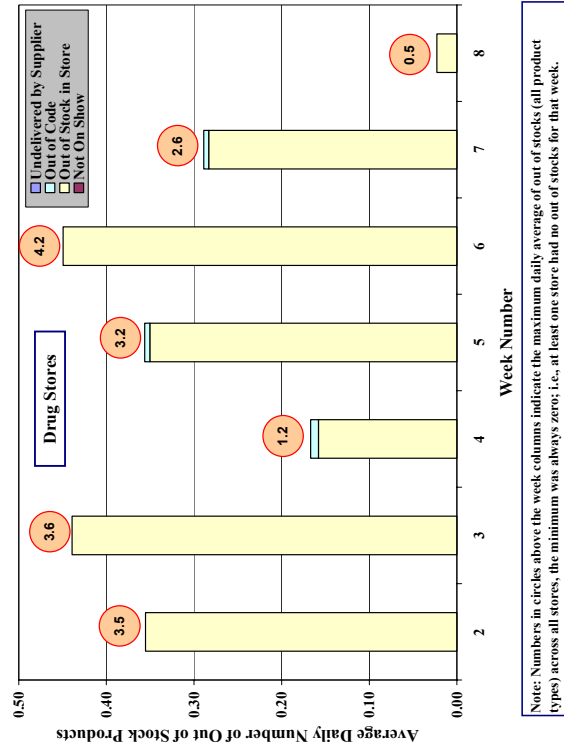 Average Daily Number of Out of Stock Products
0.50
0.40
0.30
0.20
0.10
0.00
Drug Stores
Undelivered by Supplier
Out of Code
Out of Stock in Store
Not On Show
3.5
3.6
1.2
3.2
4.2
2.6
0.5
2
3
4
5
6
7
8
Week Number
Note: Numbers in circles above the week columns indicate the maximum daily average of out of stocks (all product
types) across all stores, the minimum was always zero; i.e., at least one store had no out of stocks for that week.